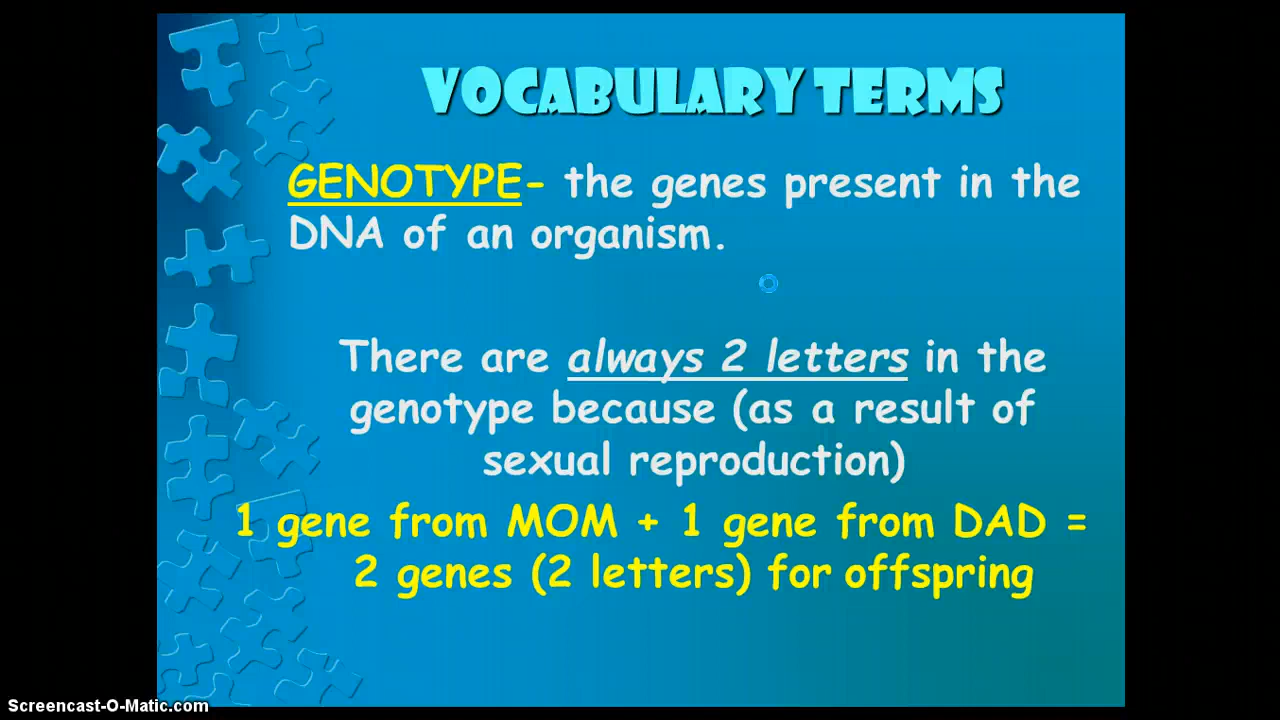 VOCABULARY TERMS
GENOTYPE- the genes present in the
DNA of an organism.
There are always 2 letters in the
genotype because (as a result of
sexual reproduction)
1 gene from MOM + 1 gene from DAD =
2 genes (2 letters) for offspring
Screencast-O-Matic.com